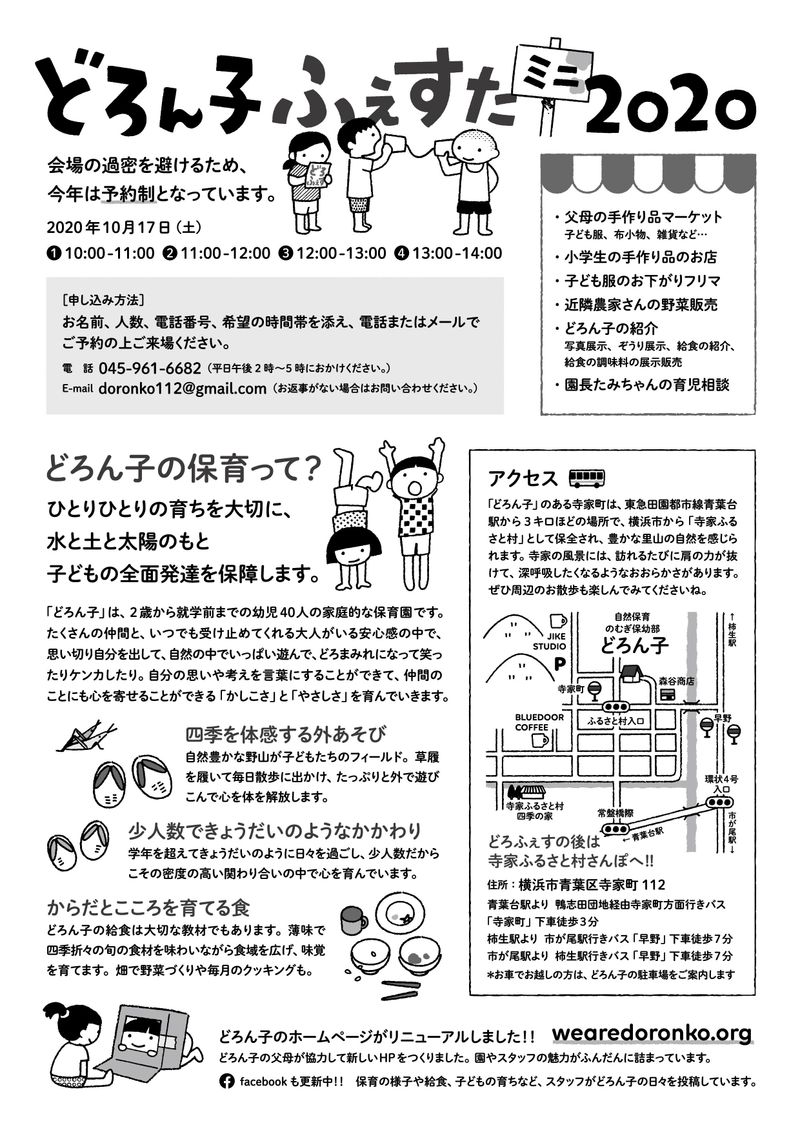 どろん子ふぇすた ミニ 2020
会場の過密を避けるため、
今年は予約制となっています。
2020年10月17日（土）
❶10:00-11:00 ❷11:00-12:00 ❸12:00-13:00 ❹13:00-14:00
［申し込み方法］
お名前、人数、電話番号、希望の時間帯を添え、電話またはメールで
ご予約の上ご来場ください。
電 話 045-961-6682（平日午後2時〜5時におかけください。）
E-mail doronko112@gmail.com（お返事がない場合はお問い合わせください。）
・父母の手作り品マーケット
子ども服、布小物、雑貨など…
・小学生の手作り品のお店
・子ども服のお下がりフリマ
・近隣農家さんの野菜販売
・どろん子の紹介
写真展示、ぞうり展示、給食の紹介、
給食の調味料の展示販売
・園長たみちゃんの育児相談
どろん子の保育って？
ひとりひとりの育ちを大切に、
水と土と太陽のもと
子どもの全面発達を保障します。
「どろん子」は、2歳から就学前までの幼児40人の家庭的な保育園です。
たくさんの仲間と、いつでも受け止めてくれる大人がいる安心感の中で、
思い切り自分を出して、自然の中でいっぱい遊んで、どろまみれになって笑っ
たりケンカしたり。自分の思いや考えを言葉にすることができて、仲間の
ことにも心を寄せることができる「かしこさ」と「やさしさ」を育んでいきます。
四季を体感する外あそび
自然豊かな野山が子どもたちのフィールド。草履
を履いて毎日散歩に出かけ、たっぷりと外で遊び
こんで心を体を解放します。
少人数できょうだいのようなかかわり
学年を超えてきょうだいのように日々を過ごし、少人数だから
こその密度の高い関わり合いの中で心を育んでいます。
からだとこころを育てる食
どろん子の給食は大切な教材でもあります。薄味で
四季折々の旬の食材を味わいながら食域を広げ、味覚
を育てます。畑で野菜づくりや毎月のクッキングも。
アクセス
「どろん子」のある寺家町は、東急田園都市線青葉台
駅から3キロほどの場所で、横浜市から「寺家ふる
さと村」として保全され、豊かな里山の自然を感じら
れます。寺家の風景には、訪れるたびに肩の力が抜
けて、深呼吸したくなるようなおおらかさがあります。
ぜひ周辺のお散歩も楽しんでみてくださいね。
JIKE
STUDIO
P
自然保育
のむぎ保幼部
どろん子
↑柿生駅
寺家町
森谷商店
ふるさと村入口
早野
BLUEDOOR
COFFEE
寺家ふるさと村
四季の家
常盤橋際
環状4号
入口
←青葉台駅
市が尾駅↓
どろふぇすの後は
寺家ふるさと村さんぽへ!!
住所：横浜市青葉区寺家町112
青葉台駅より 鴨志田団地経由寺家町方面行きバス
「寺家町」下車徒歩3分
柿生駅より 市が尾駅行きバス「早野」下車徒歩7分
市が尾駅より 柿生駅行きバス「早野」下車徒歩7分
*お車でお越しの方は、どろん子の駐車場をご案内します
どろん子のホームページがリニューアルしました!! wearedoronko.org
どろん子の父母が協力して新しいHPをつくりました。園やスタッフの魅力がふんだんに詰まっています。
facebookも更新中!! 保育の様子や給食、子どもの育ちなど、スタッフがどろん子の日々を投稿しています。